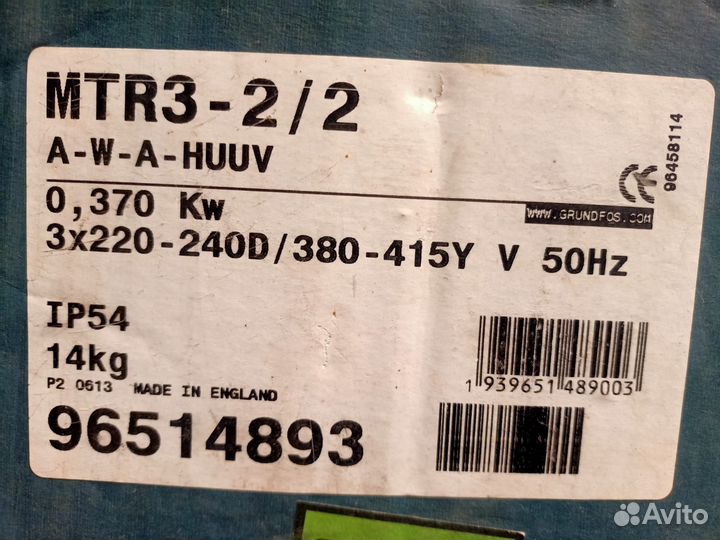 MTR3-2/2
A-W-A-HUUV
96458114
CE
0,370 Kw
www.GRUNDFOS.COM
3x220-240D/380-415Y V 50Hz
IP54
14kg
P2 0613 MADE IN ENGLAND
1 939651 489003
96514893
Avito